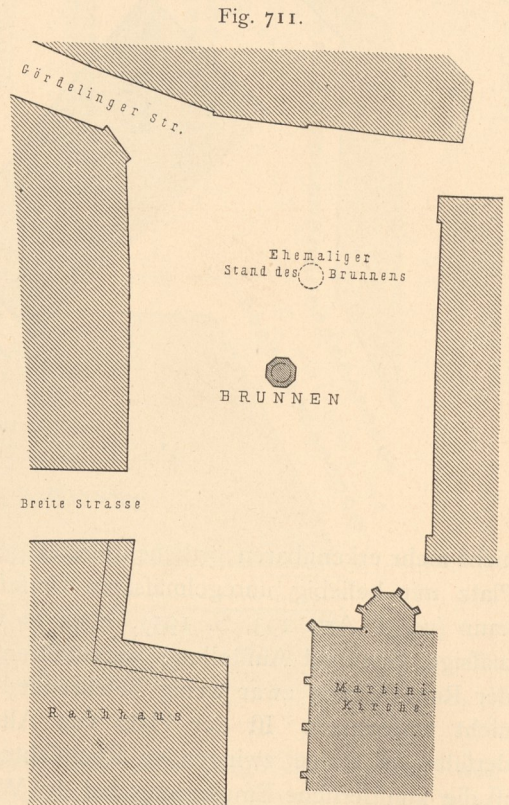 Fig. 711.
Gördelinger Str.
Ehemaliger
Stand des Brunnens
BRUNNEN
Breite Strasse
Rathhaus
Martini-
Kirche